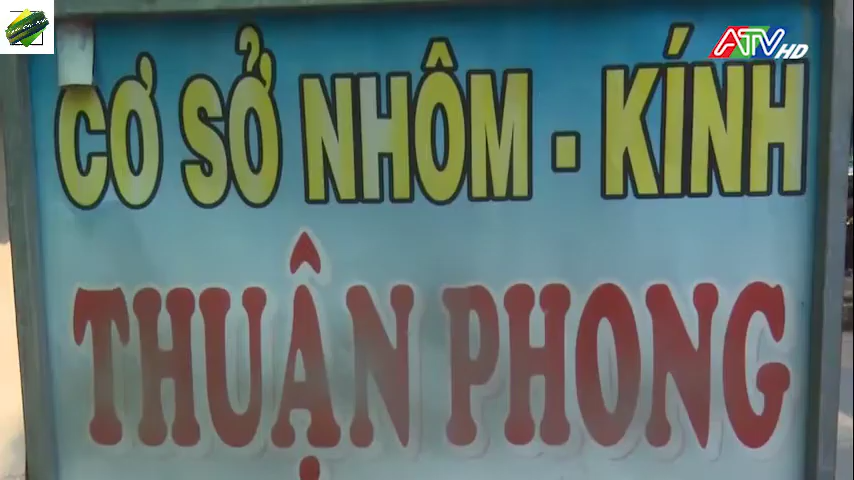 ATV HD
CƠ SỞ NHÔM - KÍNH
THUẬN PHONG